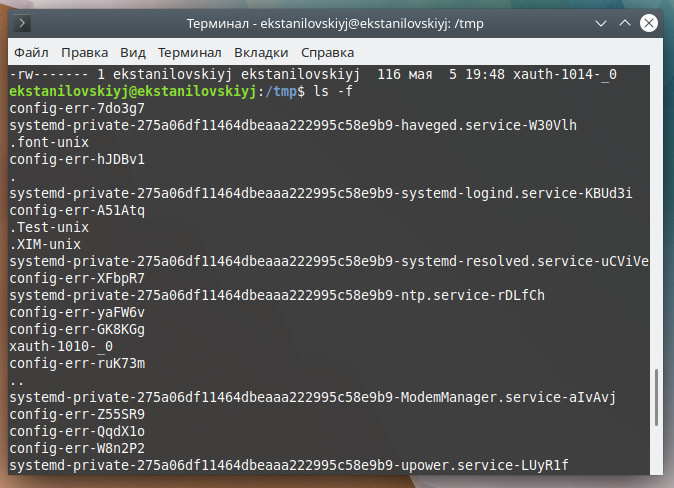 Терминал - ekstanilovskiyj@ekstanilovskiyj: /tmp
Файл Правка Вид Терминал Вкладки Справка
-rw------- 1 ekstanilovskiyj ekstanilovskiyj  116 мая  5 19:48 xauth-1014-_0
ekstanilovskiyj@ekstanilovskiyj:/tmp$ ls -f
config-err-7do3g7
systemd-private-275a06df11464dbeaaa222995c58e9b9-haveged.service-W30Vlh
.font-unix
config-err-hJDBv1
.
systemd-private-275a06df11464dbeaaa222995c58e9b9-systemd-logind.service-KBUd3i
config-err-A51Atq
.Test-unix
.XIM-unix
systemd-private-275a06df11464dbeaaa222995c58e9b9-systemd-resolved.service-uCViVe
config-err-XFbpR7
systemd-private-275a06df11464dbeaaa222995c58e9b9-ntp.service-rDLfCh
config-err-yaFW6v
config-err-GK8KGg
xauth-1010-_0
config-err-ruK73m
..
systemd-private-275a06df11464dbeaaa222995c58e9b9-ModemManager.service-aIvAvj
config-err-Z55SR9
config-err-QqdX1o
config-err-W8n2P2
systemd-private-275a06df11464dbeaaa222995c58e9b9-upower.service-LUyR1f